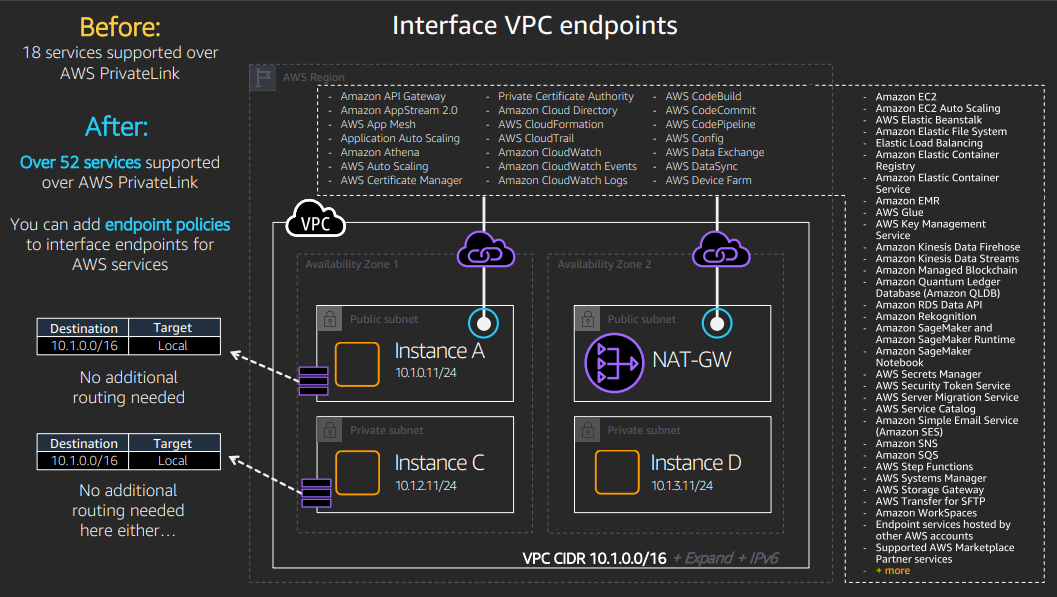 Interface VPC endpoints
Before:
18 services supported over
AWS PrivateLink
After:
Over 52 services supported
over AWS PrivateLink
You can add endpoint policies
to interface endpoints for
AWS services
Destination Target
10.1.0.0/16 Local
No additional
routing needed
Destination Target
10.1.0.0/16 Local
No additional
routing needed
here either…
AWS Region
- Amazon API Gateway
- Amazon AppStream 2.0
- AWS App Mesh
- Application Auto Scaling
- Amazon Athena
- AWS Auto Scaling
- AWS Certificate Manager
- Private Certificate Authority
- Amazon Cloud Directory
- AWS CloudFormation
- AWS CloudTrail
- Amazon CloudWatch
- Amazon CloudWatch Events
- Amazon CloudWatch Logs
- AWS CodeBuild
- AWS CodeCommit
- AWS CodePipeline
- AWS Config
- AWS Data Exchange
- AWS DataSync
- AWS Device Farm
VPC
Availability Zone 1
Public subnet
Instance A
10.1.0.11/24
Private subnet
Instance C
10.1.2.11/24
Availability Zone 2
Public subnet
NAT-GW
Private subnet
Instance D
10.1.3.11/24
VPC CIDR 10.1.0.0/16 + Expand + IPv6
- Amazon EC2
- Amazon EC2 Auto Scaling
- AWS Elastic Beanstalk
- Amazon Elastic File System
- Elastic Load Balancing
- Amazon Elastic Container
Registry
- Amazon Elastic Container
Service
- Amazon EMR
- AWS Glue
- AWS Key Management
Service
- Amazon Kinesis Data Firehose
- Amazon Kinesis Data Streams
- Amazon Managed Blockchain
- Amazon Quantum Ledger
Database (Amazon QLDB)
- Amazon RDS Data API
- Amazon Rekognition
- Amazon SageMaker and
Amazon SageMaker Runtime
- Amazon SageMaker
Notebook
- AWS Secrets Manager
- AWS Security Token Service
- AWS Server Migration Service
- AWS Service Catalog
- Amazon Simple Email Service
(Amazon SES)
- Amazon SNS
- Amazon SQS
- AWS Step Functions
- AWS Systems Manager
- AWS Storage Gateway
- AWS Transfer for SFTP
- Amazon WorkSpaces
- Endpoint services hosted by
other AWS accounts
- Supported AWS Marketplace
Partner services
- + more